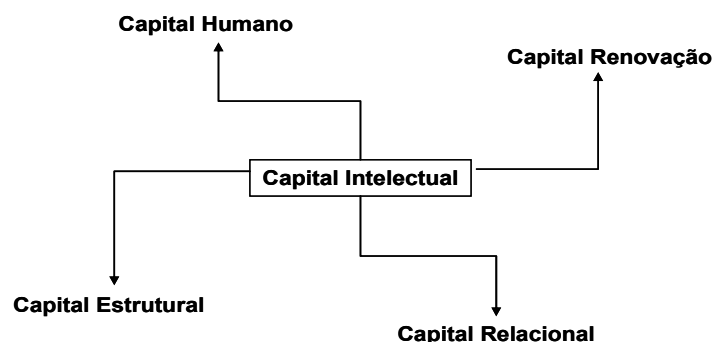 Capital Humano
Capital Renovação
Capital Intelectual
Capital Estrutural
Capital Relacional